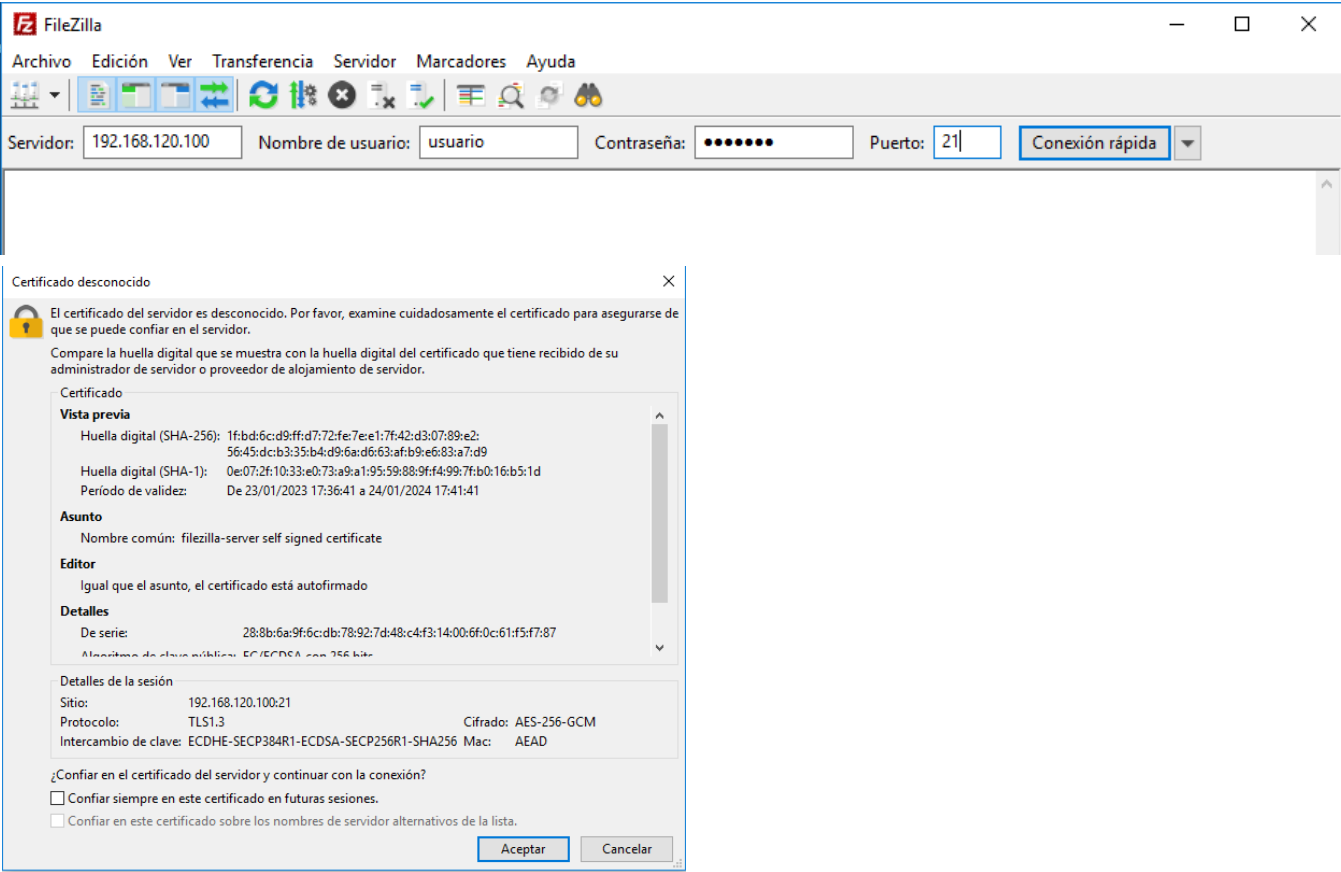 FileZilla
Archivo Edición Ver Transferencia Servidor Marcadores Ayuda
Servidor: 192.168.120.100 Nombre de usuario: usuario Contraseña: ●●●●●●● Puerto: 21 Conexión rápida
Certificado desconocido
El certificado del servidor es desconocido. Por favor, examine cuidadosamente el certificado para asegurarse de
que se puede confiar en el servidor.
Compare la huella digital que se muestra con la huella digital del certificado que tiene recibido de su
administrador de servidor o proveedor de alojamiento de servidor.
Certificado
Vista previa
Huella digital (SHA-256): 1f:bd:6c:d9:ff:d7:72:fe:7e:e1:7f:42:d3:07:89:e2:
56:45:dc:b3:35:b4:d9:6a:d6:63:af:b9:e6:83:a7:d9
Huella digital (SHA-1): 0e:07:2f:10:33:e0:73:a9:a1:95:59:88:9f:f4:99:7f:b0:16:b5:1d
Período de validez: De 23/01/2023 17:36:41 a 24/01/2024 17:41:41
Asunto
Nombre común: filezilla-server self signed certificate
Editor
Igual que el asunto, el certificado está autofirmado
Detalles
De serie: 28:8b:6a:9f:6c:db:78:92:7d:48:c4:f3:14:00:6f:0c:61:f5:f7:87
Algoritmo de clave pública: EC/ECDSA con 256 bits
Detalles de la sesión
Sitio: 192.168.120.100:21
Protocolo: TLS1.3 Cifrado: AES-256-GCM
Intercambio de clave: ECDHE-SECP384R1-ECDSA-SECP256R1-SHA256 Mac: AEAD
¿Confiar en el certificado del servidor y continuar con la conexión?
Confiar siempre en este certificado en futuras sesiones.
Confiar en este certificado sobre los nombres de servidor alternativos de la lista.
Aceptar Cancelar